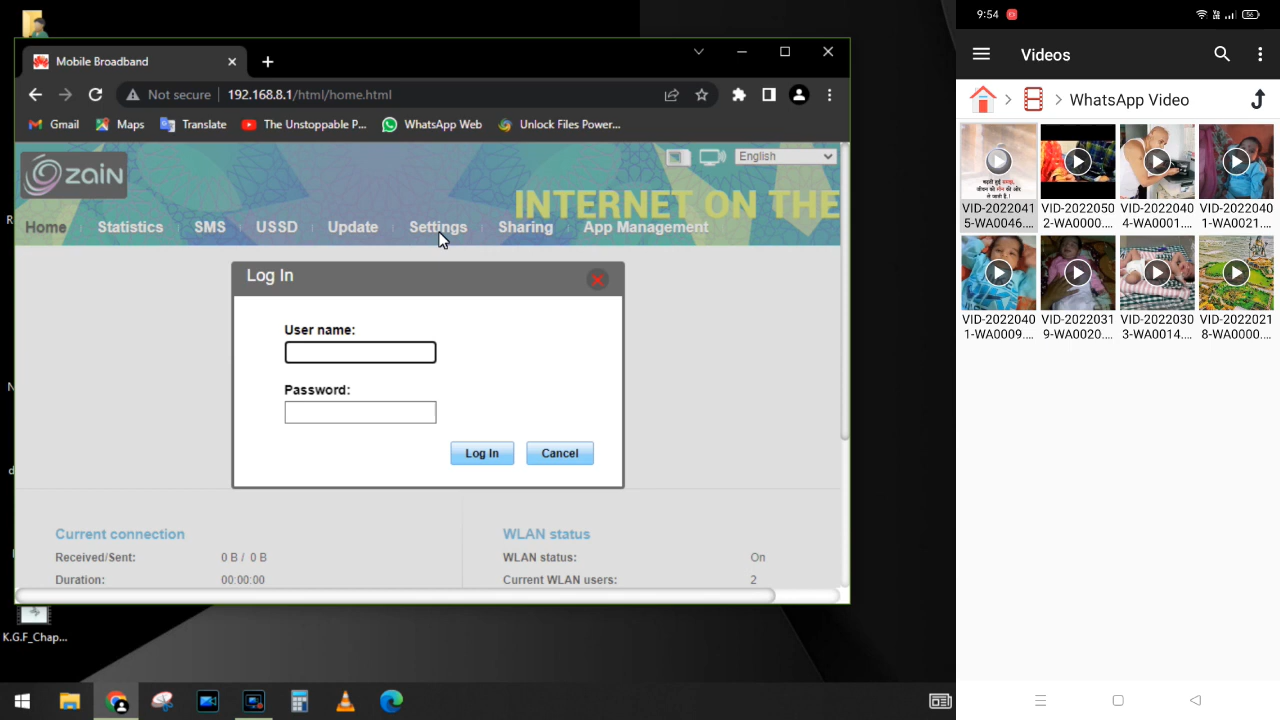 Mobile Broadband
Not secure
192.168.8.1/html/home.html
Gmail
Maps
Translate
The Unstoppable P...
WhatsApp Web
Unlock Files Power...
zain
English
INTERNET ON THE
Home
Statistics
SMS
USSD
Update
Settings
Sharing
App Management
Log In
User name:
Password:
Log In
Cancel
Current connection
Received/Sent: 0 B / 0 B
Duration: 00:00:00
WLAN status
WLAN status: On
Current WLAN users: 2
K.G.F_Chap...
9:54
56
Videos
WhatsApp Video
VID-2022041
5-WA0046....
VID-2022050
2-WA0000....
VID-2022040
4-WA0001....
VID-2022040
1-WA0021....
VID-2022040
1-WA0009....
VID-2022031
9-WA0020....
VID-2022030
3-WA0014....
VID-2022021
8-WA0000....